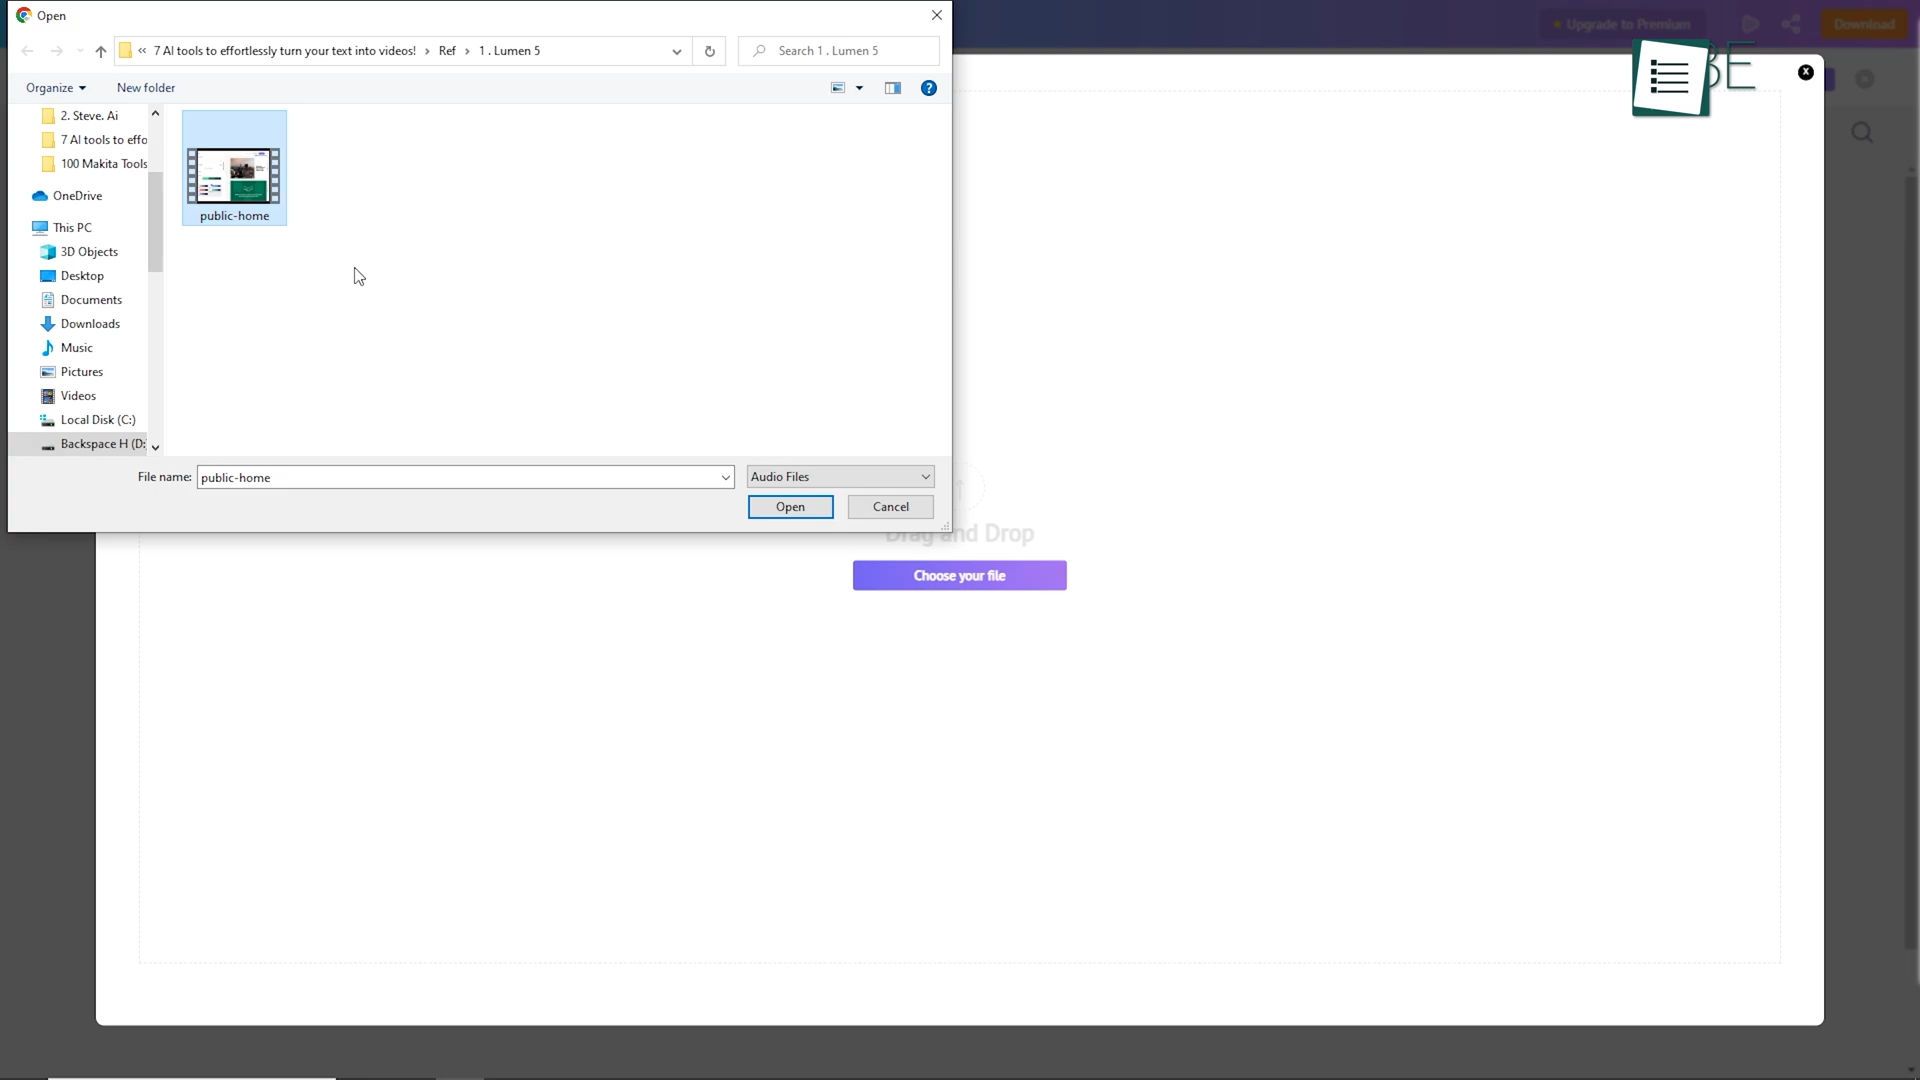 Open
Upgrade to Premium
Download
« 7 AI tools to effortlessly turn your text into videos! › Ref › 1 . Lumen 5
Search 1 . Lumen 5
BE
Organize
New folder
2. Steve. Ai
7 AI tools to effo
100 Makita Tools
OneDrive
This PC
3D Objects
Desktop
Documents
Downloads
Music
Pictures
Videos
Local Disk (C:)
Backspace H (D:
public-home
File name:
public-home
Audio Files
Open
Cancel
Drag and Drop
Choose your file